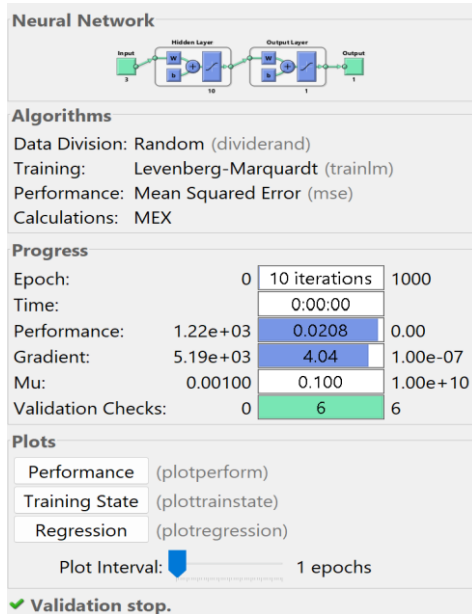 Neural Network
Hidden Layer
Output Layer
Input
W
W
Output
b
+
b
+
3
10
1
1
Algorithms
Data Division: Random (dividerand)
Training: Levenberg-Marquardt (trainlm)
Performance: Mean Squared Error (mse)
Calculations: MEX
Progress
Epoch: 0 10 iterations 1000
Time: 0:00:00
Performance: 1.22e+03 0.0208 0.00
Gradient: 5.19e+03 4.04 1.00e-07
Mu: 0.00100 0.100 1.00e+10
Validation Checks: 0 6 6
Plots
Performance (plotperform)
Training State (plottrainstate)
Regression (plotregression)
Plot Interval: 1 epochs
✔ Validation stop.